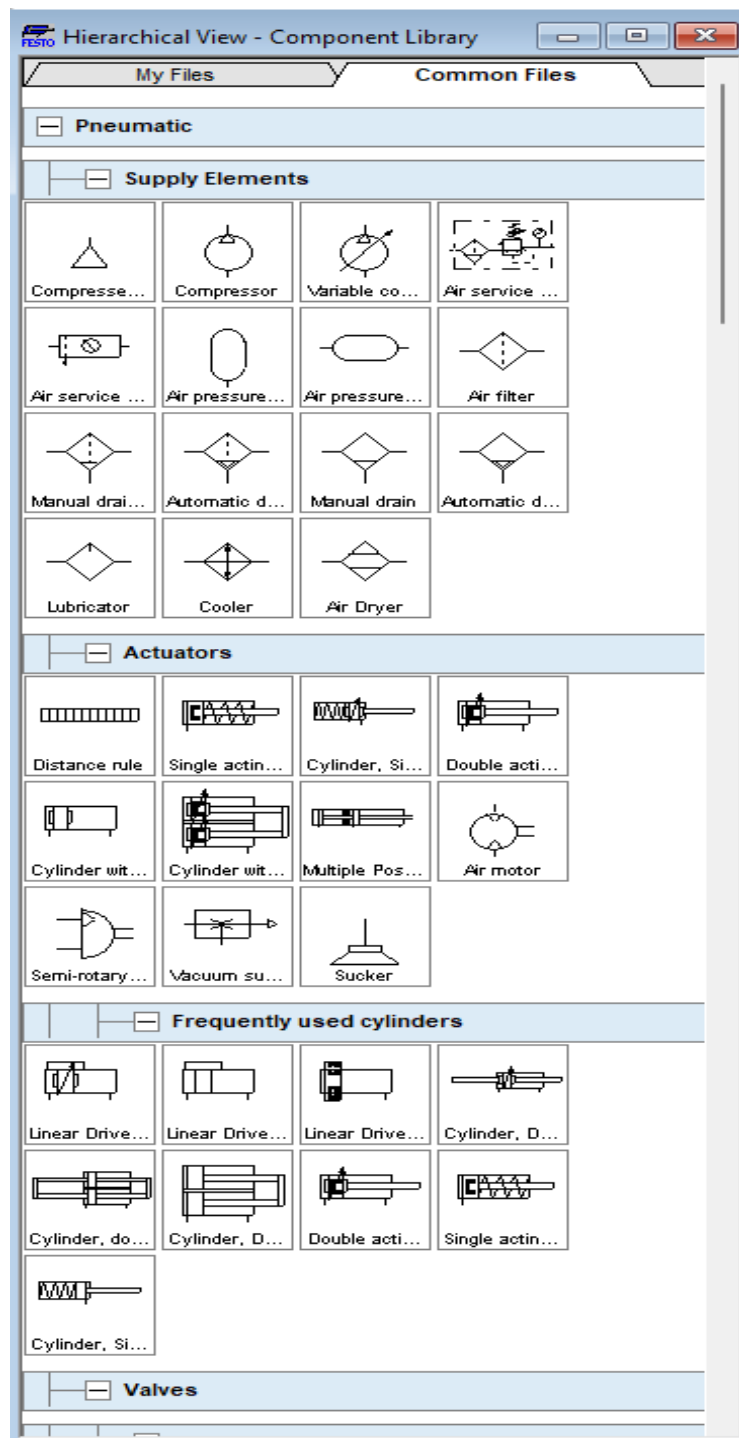 FESTO Hierarchical View - Component Library
My Files Common Files
Pneumatic
Supply Elements
Compresse... Compressor Variable co... Air service ...
Air service ... Air pressure... Air pressure... Air filter
Manual drai... Automatic d... Manual drain Automatic d...
Lubricator Cooler Air Dryer
Actuators
Distance rule Single actin... Cylinder, Si... Double acti...
Cylinder wit... Cylinder wit... Multiple Pos... Air motor
Semi-rotary... Vacuum su... Sucker
Frequently used cylinders
Linear Drive... Linear Drive... Linear Drive... Cylinder, D...
Cylinder, do... Cylinder, D... Double acti... Single actin...
Cylinder, Si...
Valves